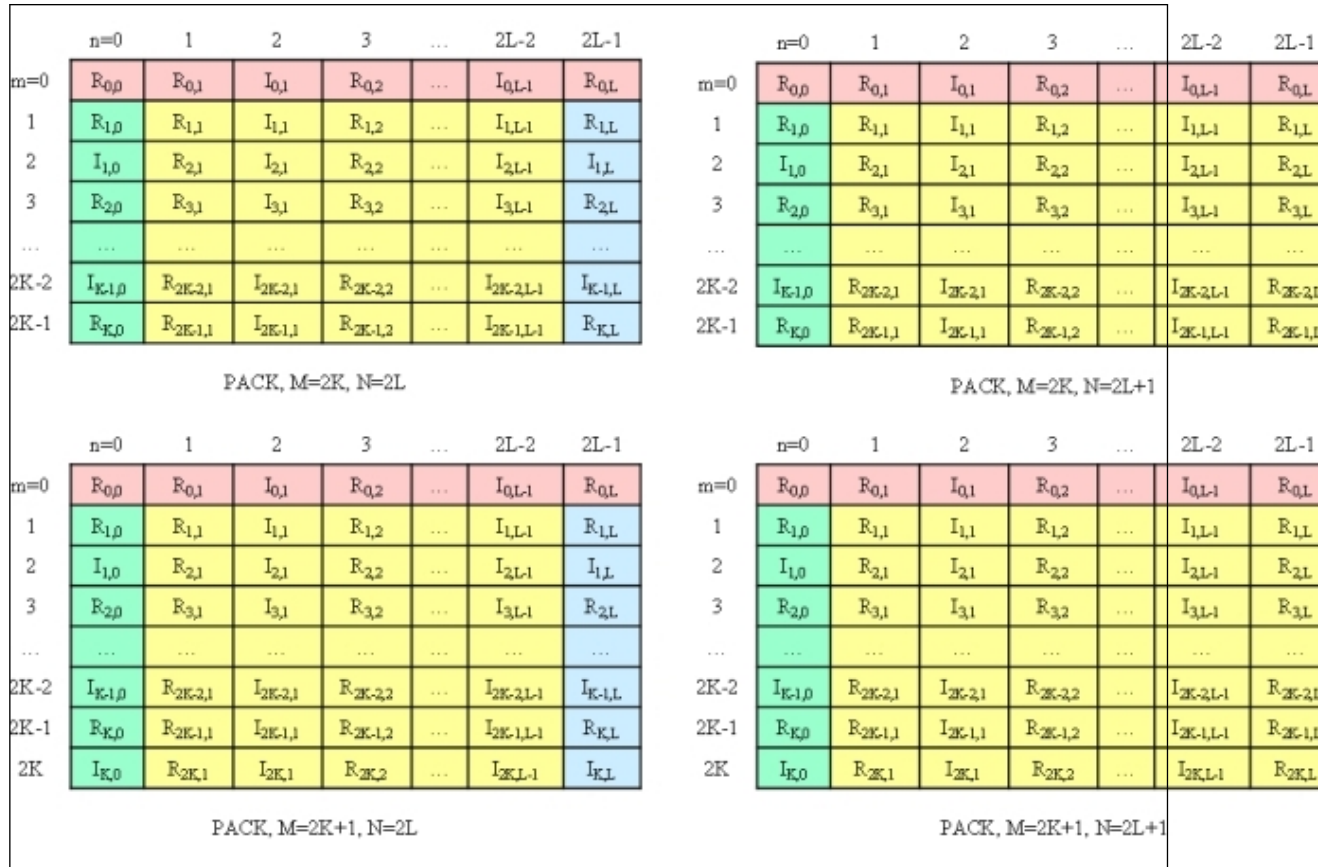 n=0 1 2 3 ... 2L-2 2L-1
m=0 R0,0 R0,1 I0,1 R0,2 ... I0,L-1 R0,L
1 R1,0 R1,1 I1,1 R1,2 ... I1,L-1 R1,L
2 I1,0 R2,1 I2,1 R2,2 ... I2,L-1 I1,L
3 R2,0 R3,1 I3,1 R3,2 ... I3,L-1 R2,L
... ... ... ... ... ... ... ...
2K-2 IK-1,0 R2K-2,1 I2K-2,1 R2K-2,2 ... I2K-2,L-1 IK-1,L
2K-1 RK,0 R2K-1,1 I2K-1,1 R2K-1,2 ... I2K-1,L-1 RK,L
PACK, M=2K, N=2L
n=0 1 2 3 ... 2L-2 2L-1
m=0 R0,0 R0,1 I0,1 R0,2 ... I0,L-1 R0,L
1 R1,0 R1,1 I1,1 R1,2 ... I1,L-1 R1,L
2 I1,0 R2,1 I2,1 R2,2 ... I2,L-1 R2,L
3 R2,0 R3,1 I3,1 R3,2 ... I3,L-1 R3,L
... ... ... ... ... ... ... ...
2K-2 IK-1,0 R2K-2,1 I2K-2,1 R2K-2,2 ... I2K-2,L-1 R2K-2,L
2K-1 RK,0 R2K-1,1 I2K-1,1 R2K-1,2 ... I2K-1,L-1 R2K-1,L
PACK, M=2K, N=2L+1
n=0 1 2 3 ... 2L-2 2L-1
m=0 R0,0 R0,1 I0,1 R0,2 ... I0,L-1 R0,L
1 R1,0 R1,1 I1,1 R1,2 ... I1,L-1 R1,L
2 I1,0 R2,1 I2,1 R2,2 ... I2,L-1 I1,L
3 R2,0 R3,1 I3,1 R3,2 ... I3,L-1 R2,L
... ... ... ... ... ... ... ...
2K-2 IK-1,0 R2K-2,1 I2K-2,1 R2K-2,2 ... I2K-2,L-1 IK-1,L
2K-1 RK,0 R2K-1,1 I2K-1,1 R2K-1,2 ... I2K-1,L-1 RK,L
2K IK,0 R2K,1 I2K,1 R2K,2 ... I2K,L-1 IK,L
PACK, M=2K+1, N=2L
n=0 1 2 3 ... 2L-2 2L-1
m=0 R0,0 R0,1 I0,1 R0,2 ... I0,L-1 R0,L
1 R1,0 R1,1 I1,1 R1,2 ... I1,L-1 R1,L
2 I1,0 R2,1 I2,1 R2,2 ... I2,L-1 R2,L
3 R2,0 R3,1 I3,1 R3,2 ... I3,L-1 R3,L
... ... ... ... ... ... ... ...
2K-2 IK-1,0 R2K-2,1 I2K-2,1 R2K-2,2 ... I2K-2,L-1 R2K-2,L
2K-1 RK,0 R2K-1,1 I2K-1,1 R2K-1,2 ... I2K-1,L-1 R2K-1,L
2K IK,0 R2K,1 I2K,1 R2K,2 ... I2K,L-1 R2K,L
PACK, M=2K+1, N=2L+1